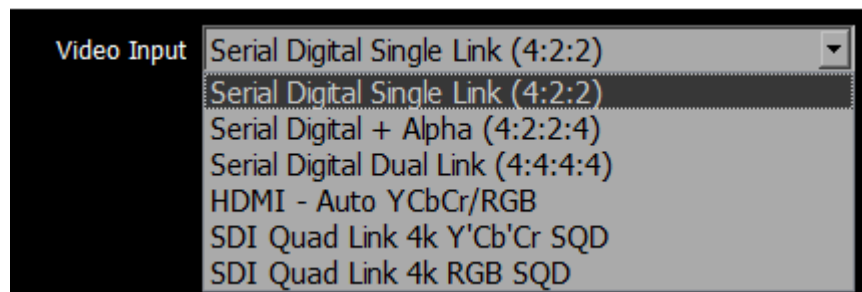 Video Input Serial Digital Single Link (4:2:2)
Serial Digital Single Link (4:2:2)
Serial Digital + Alpha (4:2:2:4)
Serial Digital Dual Link (4:4:4:4)
HDMI - Auto YCbCr/RGB
SDI Quad Link 4k Y'Cb'Cr SQD
SDI Quad Link 4k RGB SQD